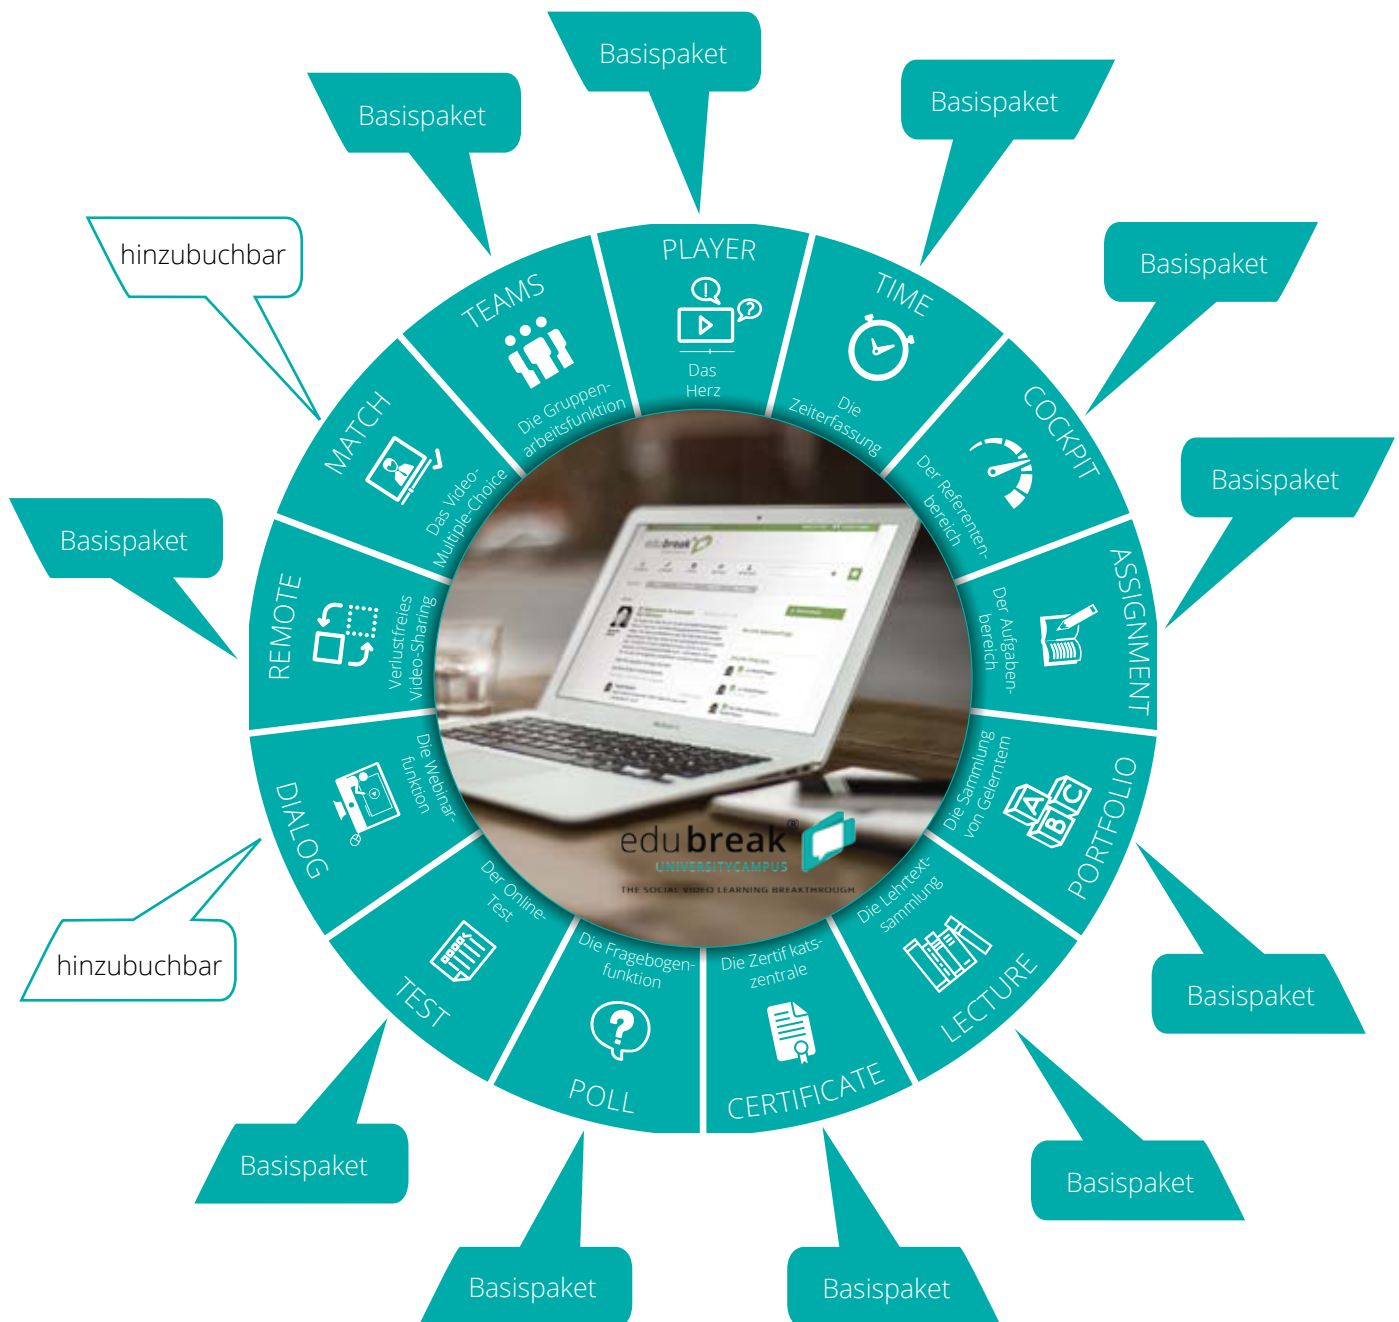 Basispaket
PLAYER
Das
Herz
Basispaket
TIME
Die
Zeiterfassung
Basispaket
COCKPIT
Der Referenten-
bereich
Basispaket
ASSIGNMENT
Der Aufgaben-
bereich
Basispaket
PORTFOLIO
Die Sammlung
von Gelerntem
Basispaket
LECTURE
Die Lehrtext-
sammlung
Basispaket
CERTIFICATE
Die Zertif kats-
zentrale
Basispaket
POLL
Die Fragebogen-
funktion
Basispaket
TEST
Der Online-
Test
hinzubuchbar
DIALOG
Die Webinar-
funktion
Basispaket
REMOTE
Verlustfreies
Video-Sharing
hinzubuchbar
MATCH
Das Video-
Multiple-Choice
Basispaket
TEAMS
Die Gruppen-
arbeitsfunktion
edubreak
edubreak®
UNIVERSITYCAMPUS
THE SOCIAL VIDEO LEARNING BREAKTHROUGH
A
B
C